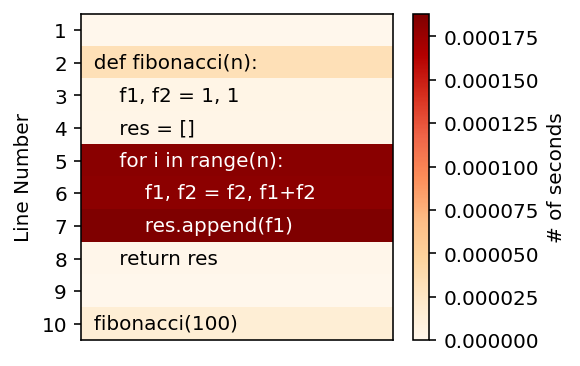 1
2 def fibonacci(n):
3 f1, f2 = 1, 1
4 res = []
5 for i in range(n):
6 f1, f2 = f2, f1+f2
7 res.append(f1)
8 return res
9
10 fibonacci(100)
Line Number
0.000175
0.000150
0.000125
0.000100
0.000075
0.000050
0.000025
0.000000
# of seconds